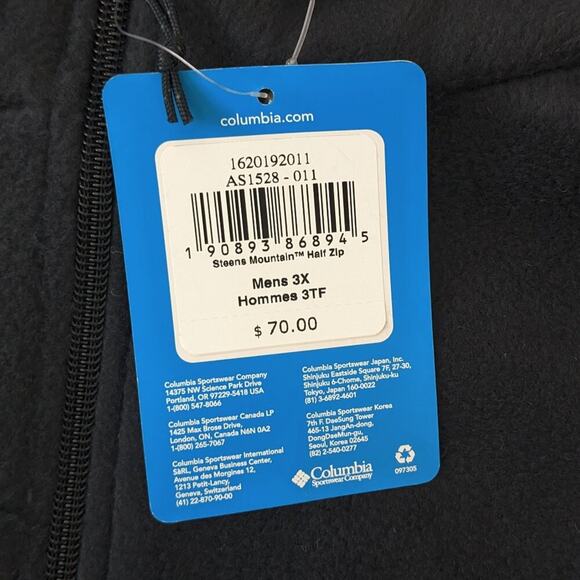 columbia.com
1620192011
AS1528 - 011
1 90893 86894 5
Steens Mountain™ Half Zip
Mens 3X
Hommes 3TF
$ 70.00
Columbia Sportswear Company
14375 NW Science Park Drive
Portland, OR 97229-5418 USA
1-(800) 547-8066
Columbia Sportswear Canada LP
1425 Max Brose Drive,
London, ON, Canada N6N 0A2
1-(800) 265-7067
Columbia Sportswear International
SàRL, Geneva Business Center,
Avenue des Morgines 12,
1213 Petit-Lancy,
Geneva, Switzerland
(41) 22-870-90-00
Columbia Sportswear Japan, Inc.
Shinjuku Eastside Square 7F, 27-30,
Shinjuku 6-Chome, Shinjuku-ku
Tokyo, Japan 160-0022
(81) 3-6892-4601
Columbia Sportswear Korea
7th F. DaeSung Tower
465-13 JangAn-dong,
DongDaeMun-gu,
Seoul, Korea 02645
(82) 2-540-0277
Columbia
Sportswear Company
097305